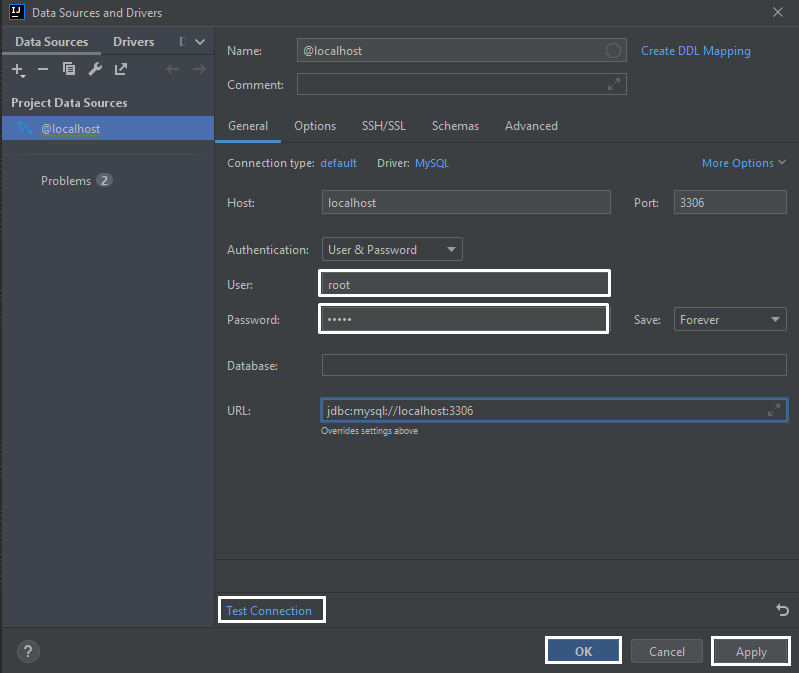 IJ Data Sources and Drivers
Data Sources Drivers D
Project Data Sources
@localhost
Problems 2
Name: @localhost Create DDL Mapping
Comment:
General Options SSH/SSL Schemas Advanced
Connection type: default Driver: MySQL More Options
Host: localhost Port: 3306
Authentication: User & Password
User: root
Password: ••••• Save: Forever
Database:
URL: jdbc:mysql://localhost:3306
Overrides settings above
Test Connection
? OK Cancel Apply